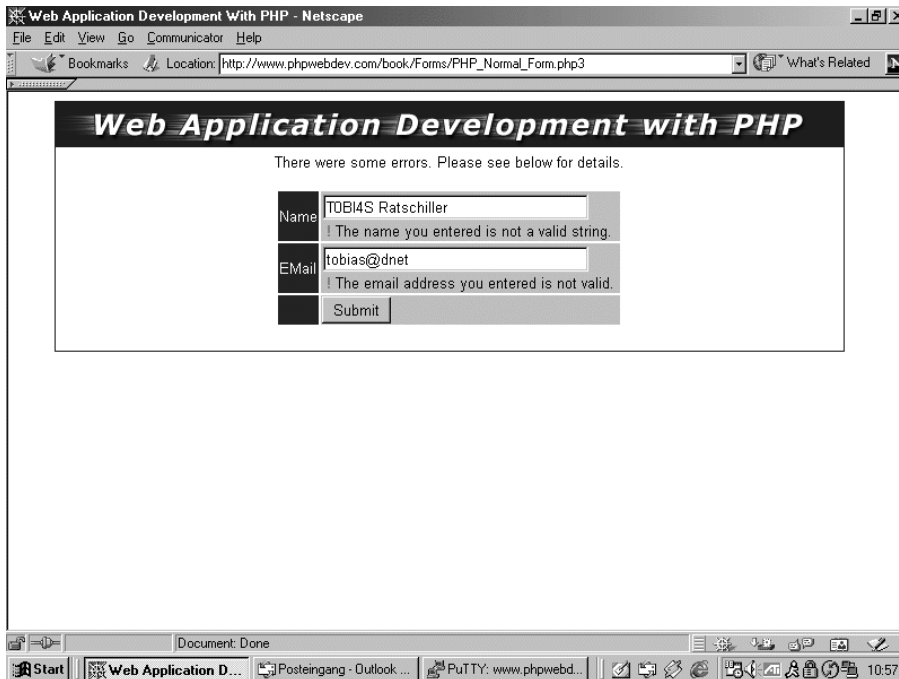 Web Application Development With PHP - Netscape
File Edit View Go Communicator Help
Bookmarks Location: http://www.phpwebdev.com/book/Forms/PHP_Normal_Form.php3 What's Related N
Web Application Development with PHP
There were some errors. Please see below for details.
Name T0BI4S Ratschiller
! The name you entered is not a valid string.
EMail tobias@dnet
! The email address you entered is not valid.
Submit
Document: Done
Start Web Application D... Posteingang - Outlook ... PuTTY: www.phpwebd... 10:57